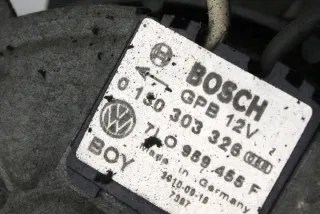 BOSCH
GPB 12V
0 130 303 326
7L0 959 455 F
BOY
Made in Germany
2010-09-16
7387